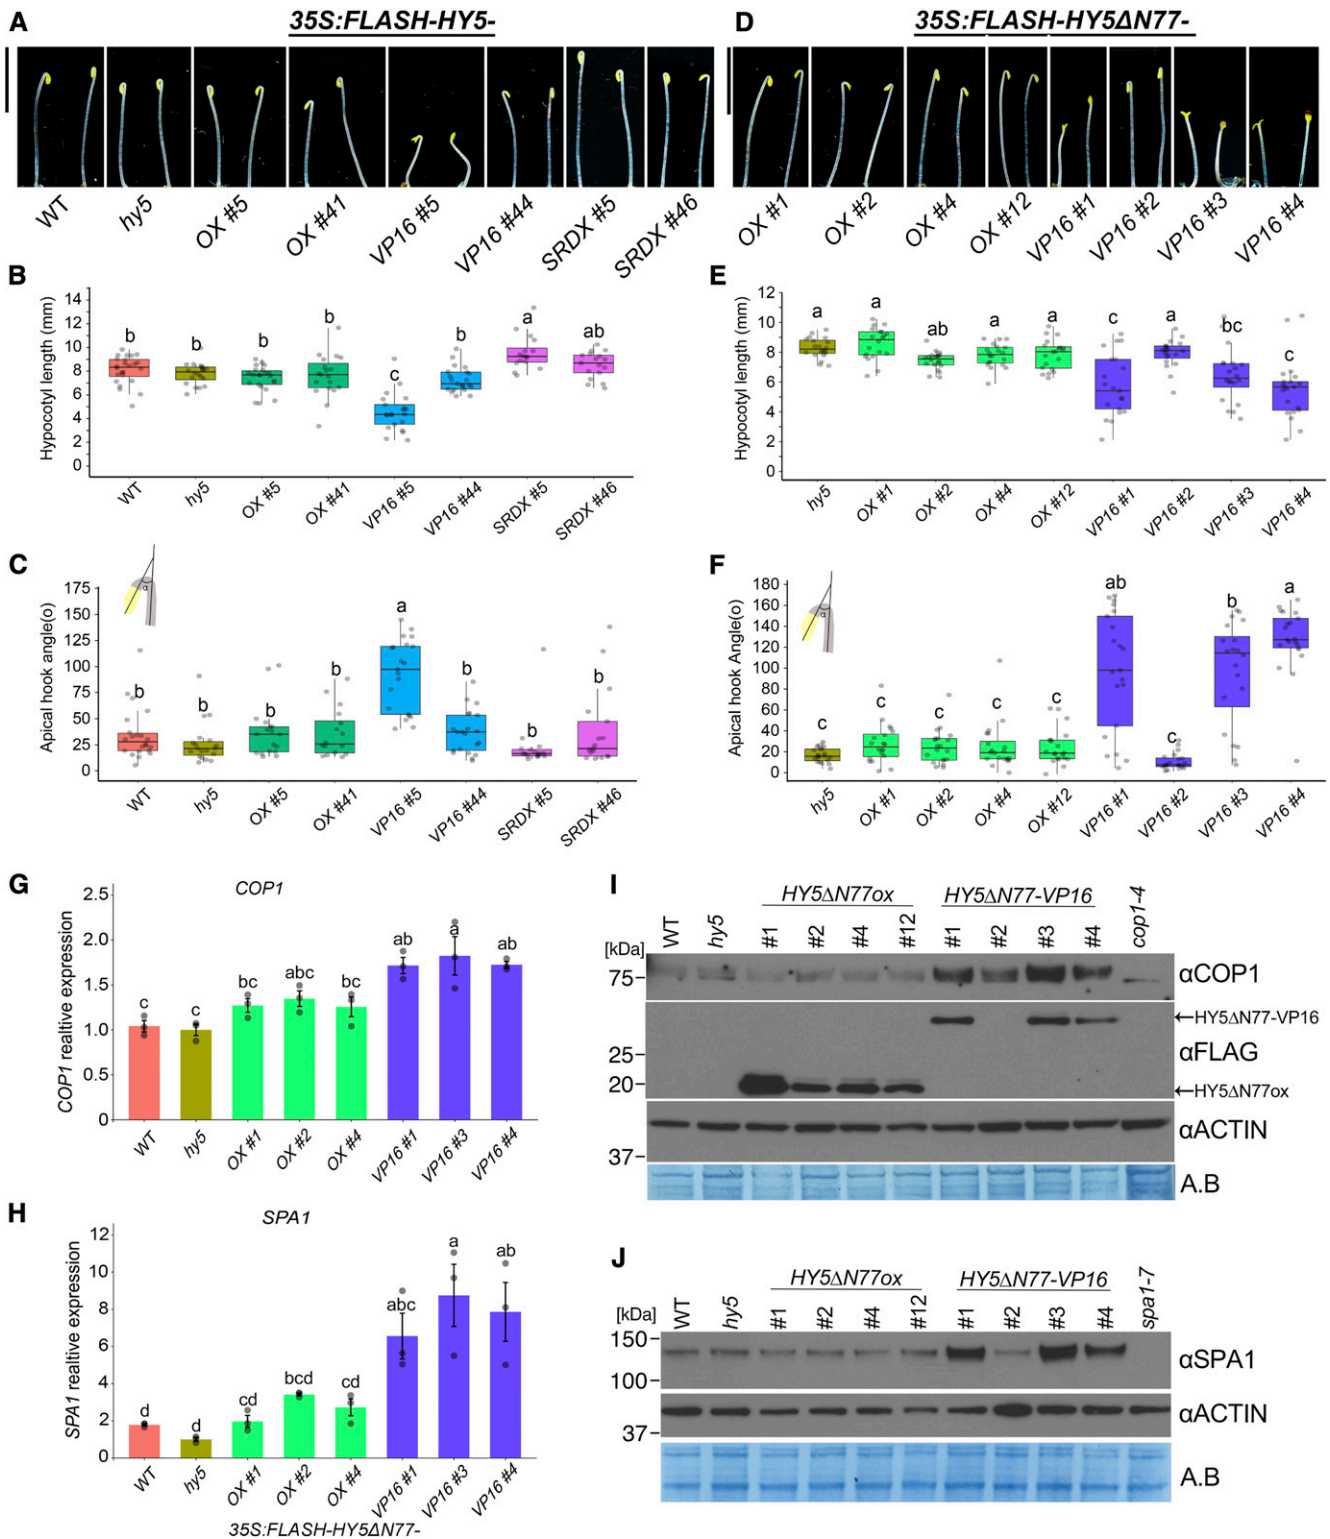 A
35S:FLASH-HY5-
WT
hy5
OX #5
OX #41
VP16 #5
VP16 #44
SRDX #5
SRDX #46
D
35S:FLASH-HY5ΔN77-
OX #1
OX #2
OX #4
OX #12
VP16 #1
VP16 #2
VP16 #3
VP16 #4
B
Hypocotyl length (mm)
14
12
10
8
6
4
2
0
b
b
b
b
c
b
a
ab
WT
hy5
OX #5
OX #41
VP16 #5
VP16 #44
SRDX #5
SRDX #46
E
Hypocotyl length (mm)
12
10
8
6
4
2
0
a
a
ab
a
a
c
a
bc
c
hy5
OX #1
OX #2
OX #4
OX #12
VP16 #1
VP16 #2
VP16 #3
VP16 #4
C
Apical hook angle(o)
175
150
125
100
75
50
25
0
α
b
b
b
b
a
b
b
b
WT
hy5
OX #5
OX #41
VP16 #5
VP16 #44
SRDX #5
SRDX #46
F
Apical hook Angle(o)
180
160
140
120
100
80
60
40
20
0
α
c
c
c
c
c
ab
c
b
a
hy5
OX #1
OX #2
OX #4
OX #12
VP16 #1
VP16 #2
VP16 #3
VP16 #4
G
COP1
COP1 realtive expression
2.5
2.0
1.5
1.0
0.5
0
c
c
bc
abc
bc
ab
a
ab
WT
hy5
OX #1
OX #2
OX #4
VP16 #1
VP16 #3
VP16 #4
H
SPA1
SPA1 realtive expression
12
10
8
6
4
2
0
d
d
cd
bcd
cd
abc
a
ab
WT
hy5
OX #1
OX #2
OX #4
VP16 #1
VP16 #3
VP16 #4
35S:FLASH-HY5ΔN77-
I
HY5ΔN77ox
HY5ΔN77-VP16
WT
hy5
#1
#2
#4
#12
#1
#2
#3
#4
cop1-4
[kDa]
75
αCOP1
←HY5ΔN77-VP16
αFLAG
25
20
←HY5ΔN77ox
αACTIN
37
A.B
J
HY5ΔN77ox
HY5ΔN77-VP16
WT
hy5
#1
#2
#4
#12
#1
#2
#3
#4
spa1-7
[kDa]
150
αSPA1
100
αACTIN
37
A.B